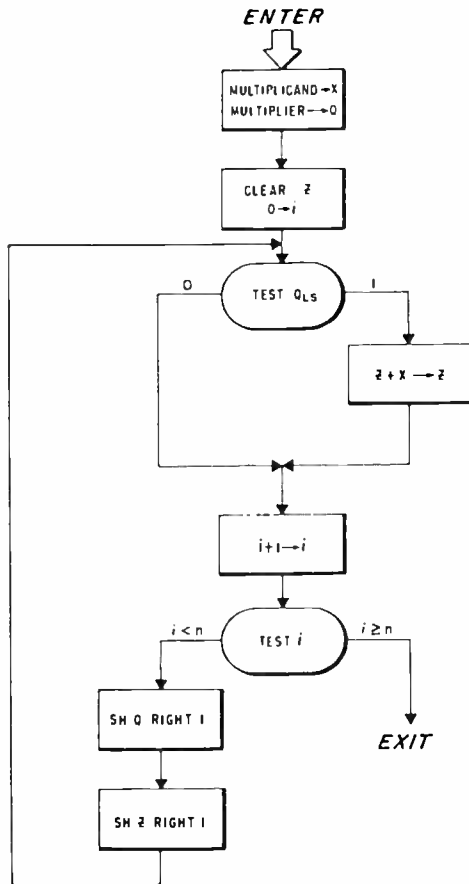 ENTER
MULTIPLICAND→X
MULTIPLIER→Q
CLEAR Z
0→i
TEST QLS
0
1
Z+X→Z
i+1→i
TEST i
i<n
i≥n
SH Q RIGHT 1
EXIT
SH Z RIGHT 1